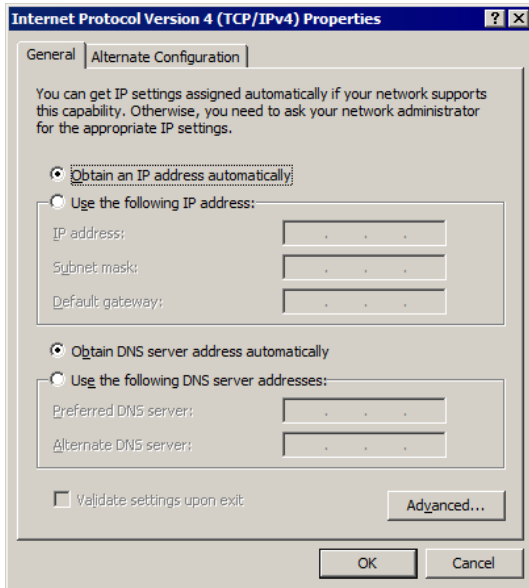 Internet Protocol Version 4 (TCP/IPv4) Properties
General Alternate Configuration
You can get IP settings assigned automatically if your network supports
this capability. Otherwise, you need to ask your network administrator
for the appropriate IP settings.
Obtain an IP address automatically
Use the following IP address:
IP address:
Subnet mask:
Default gateway:
Obtain DNS server address automatically
Use the following DNS server addresses:
Preferred DNS server:
Alternate DNS server:
Validate settings upon exit
Advanced...
OK Cancel